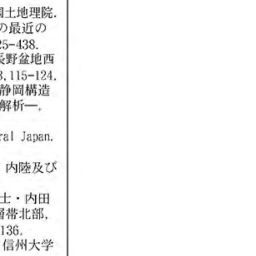 国土地理院.
の最近の
25-438.
長野盆地西
3, 115-124.
静岡構造
解析―.
ral Japan.
内陸及び
士・内田
層帯北部,
136.
信州大学